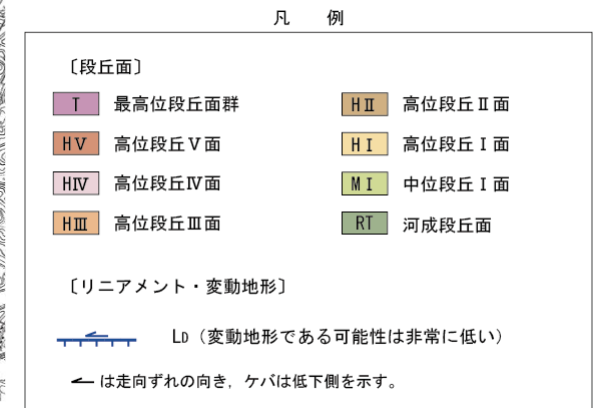 凡 例
〔段丘面〕
T 最高位段丘面群
HⅤ 高位段丘Ⅴ面
HⅣ 高位段丘Ⅳ面
HⅢ 高位段丘Ⅲ面
HⅡ 高位段丘Ⅱ面
HⅠ 高位段丘Ⅰ面
MⅠ 中位段丘Ⅰ面
RT 河成段丘面
〔リニアメント・変動地形〕
LD（変動地形である可能性は非常に低い）
は走向ずれの向き，ケバは低下側を示す。